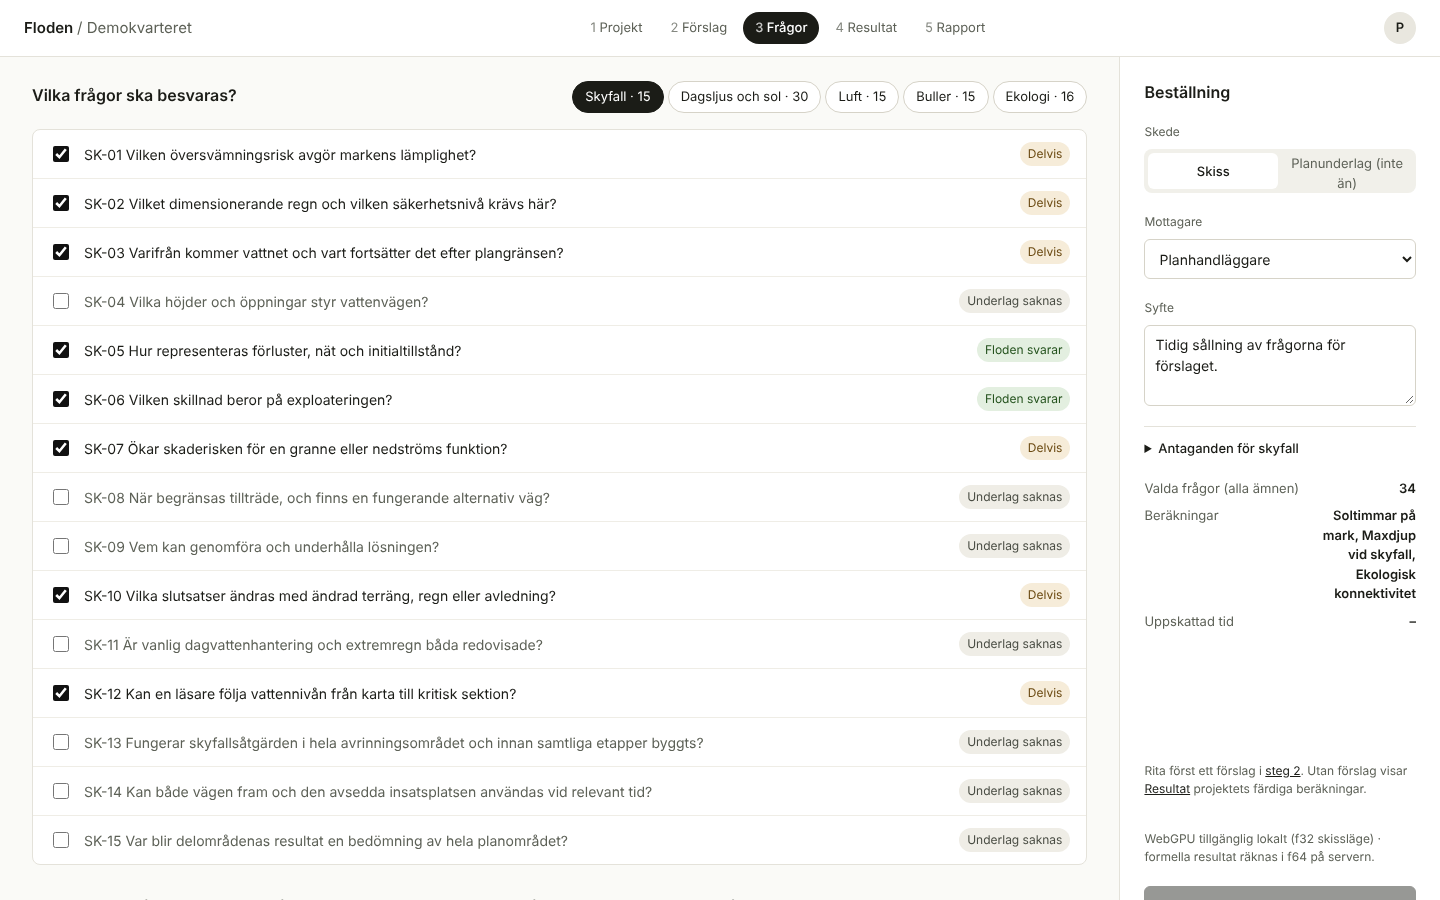 Floden / Demokvarteret
1 Projekt
2 Förslag
3 Frågor
4 Resultat
5 Rapport
P
Vilka frågor ska besvaras?
Skyfall · 15
Dagsljus och sol · 30
Luft · 15
Buller · 15
Ekologi · 16
SK-01 Vilken översvämningsrisk avgör markens lämplighet?
Delvis
SK-02 Vilket dimensionerande regn och vilken säkerhetsnivå krävs här?
Delvis
SK-03 Varifrån kommer vattnet och vart fortsätter det efter plangränsen?
Delvis
SK-04 Vilka höjder och öppningar styr vattenvägen?
Underlag saknas
SK-05 Hur representeras förluster, nät och initialtillstånd?
Floden svarar
SK-06 Vilken skillnad beror på exploateringen?
Floden svarar
SK-07 Ökar skaderisken för en granne eller nedströms funktion?
Delvis
SK-08 När begränsas tillträde, och finns en fungerande alternativ väg?
Underlag saknas
SK-09 Vem kan genomföra och underhålla lösningen?
Underlag saknas
SK-10 Vilka slutsatser ändras med ändrad terräng, regn eller avledning?
Delvis
SK-11 Är vanlig dagvattenhantering och extremregn båda redovisade?
Underlag saknas
SK-12 Kan en läsare följa vattennivån från karta till kritisk sektion?
Delvis
SK-13 Fungerar skyfallsåtgärden i hela avrinningsområdet och innan samtliga etapper byggts?
Underlag saknas
SK-14 Kan både vägen fram och den avsedda insatsplatsen användas vid relevant tid?
Underlag saknas
SK-15 Var blir delområdenas resultat en bedömning av hela planområdet?
Underlag saknas
Beställning
Skede
Skiss
Planunderlag (inte
än)
Mottagare
Planhandläggare
Syfte
Tidig sållning av frågorna för
förslaget.
Antaganden för skyfall
Valda frågor (alla ämnen)
34
Beräkningar
Soltimmar på
mark, Maxdjup
vid skyfall,
Ekologisk
konnektivitet
Uppskattad tid
–
Rita först ett förslag i steg 2. Utan förslag visar
Resultat projektets färdiga beräkningar.
WebGPU tillgänglig lokalt (f32 skissläge) ·
formella resultat räknas i f64 på servern.